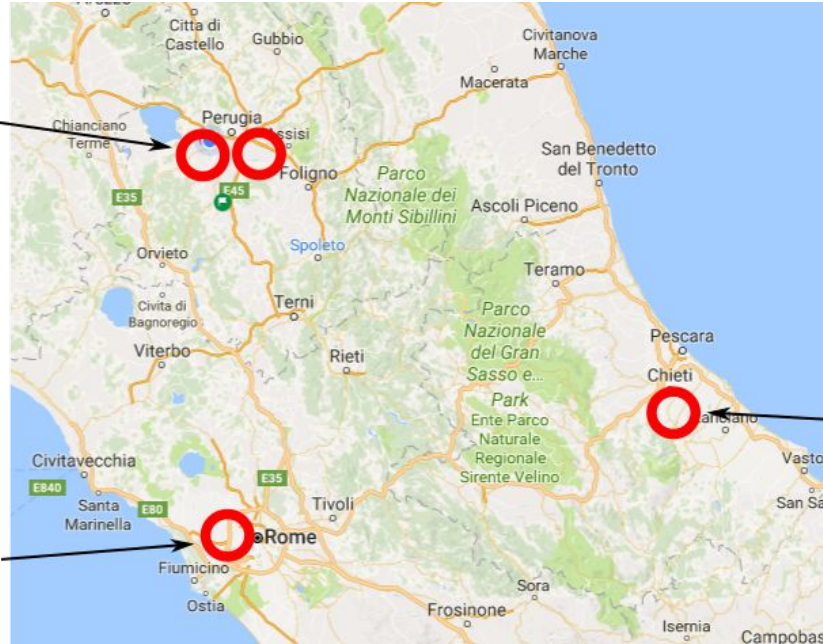 Citta di
Castello
Gubbio
Civitanova
Marche
Macerata
Perugia
Chianciano
Terme
Assisi
San Benedetto
del Tronto
Foligno
Parco
Nazionale dei
Monti Sibillini
E35
E45
Ascoli Piceno
Spoleto
Orvieto
Teramo
Civita di
Bagnoregio
Terni
Parco
Nazionale
del Gran
Sasso e...
Pescara
Viterbo
Rieti
Chieti
Park
Ente Parco
Naturale
Regionale
Sirente Velino
Lanciano
Civitavecchia
Vasto
E35
E840
Santa
Marinella
E80
Tivoli
San Sa
Rome
Fiumicino
Ostia
Sora
Frosinone
Isernia
Campobas